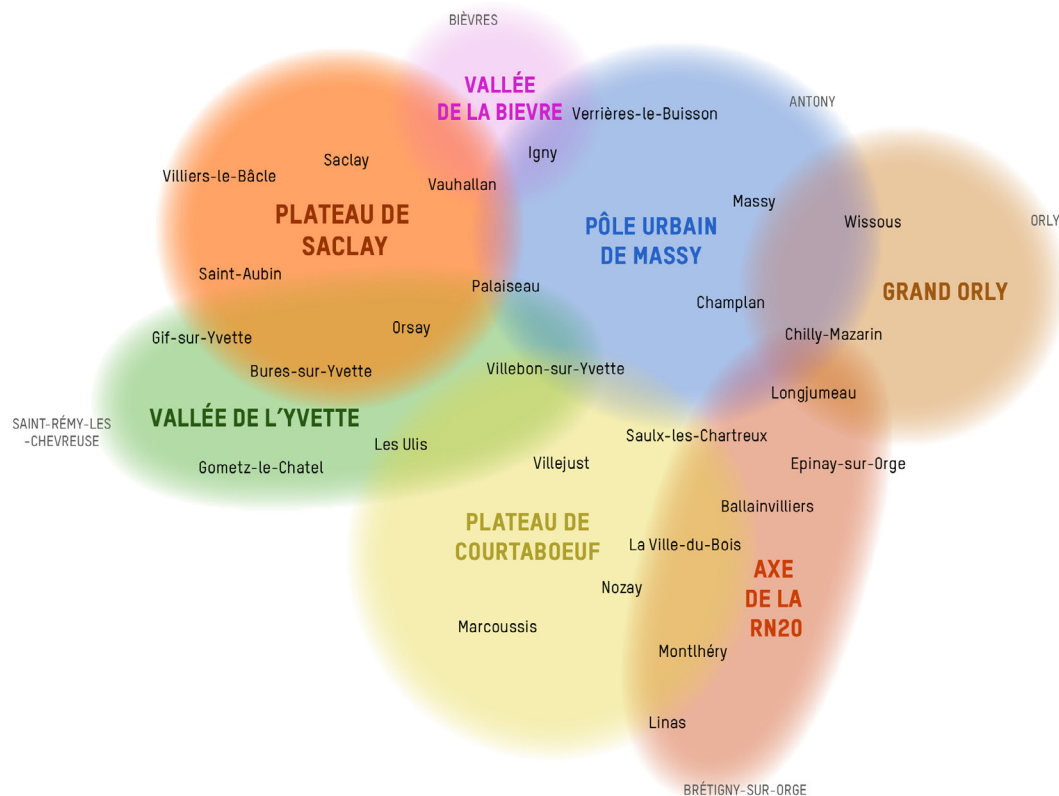 BIÈVRES
VALLÉE
DE LA BIEVRE
Verrières-le-Buisson
ANTONY
Igny
Saclay
Villiers-le-Bâcle
Vauhallan
Massy
PLATEAU DE
SACLAY
PÔLE URBAIN
DE MASSY
Wissous
ORLY
Saint-Aubin
Palaiseau
GRAND ORLY
Champlan
Orsay
Gif-sur-Yvette
Chilly-Mazarin
Bures-sur-Yvette
Villebon-sur-Yvette
Longjumeau
VALLÉE DE L'YVETTE
SAINT-RÉMY-LES
-CHEVREUSE
Les Ulis
Saulx-les-Chartreux
Gometz-le-Chatel
Villejust
Epinay-sur-Orge
Ballainvilliers
PLATEAU DE
COURTABOEUF
La Ville-du-Bois
AXE
DE LA
RN20
Nozay
Marcoussis
Montlhéry
Linas
BRÉTIGNY-SUR-ORGE